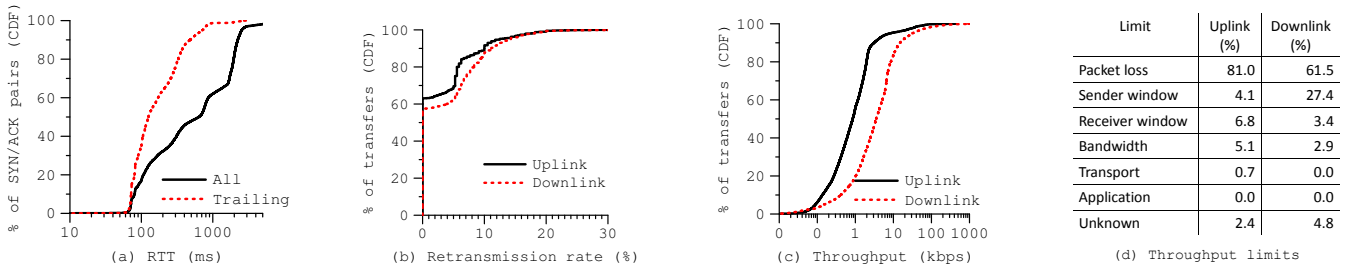 % of SYN/ACK pairs (CDF)
100
80
60
40
20
0
All
Trailing
10 100 1000
(a) RTT (ms)
% of transfers (CDF)
100
80
60
40
20
0
Uplink
Downlink
0 10 20 30
(b) Retransmission rate (%)
% of transfers (CDF)
100
80
60
40
20
0
Uplink
Downlink
0 0 1 10 100 1000
(c) Throughput (kbps)
Limit Uplink Downlink
(%) (%)
Packet loss 81.0 61.5
Sender window 4.1 27.4
Receiver window 6.8 3.4
Bandwidth 5.1 2.9
Transport 0.7 0.0
Application 0.0 0.0
Unknown 2.4 4.8
(d) Throughput limits